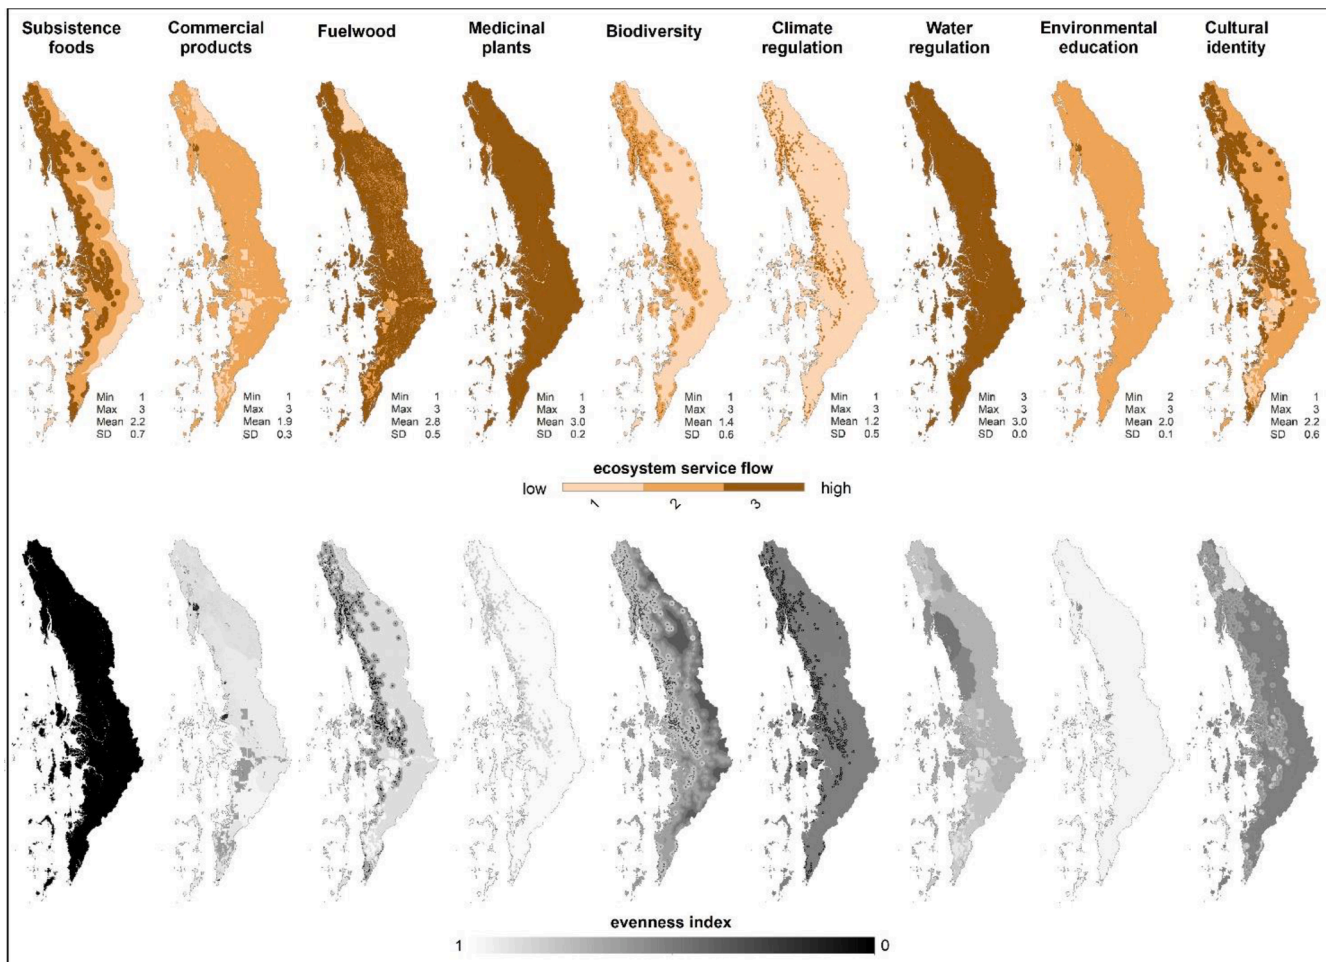 Subsistence foods
Commercial products
Fuelwood
Medicinal plants
Biodiversity
Climate regulation
Water regulation
Environmental education
Cultural identity
Min 1
Max 3
Mean 2.2
SD 0.7
Min 1
Max 3
Mean 1.9
SD 0.3
Min 1
Max 3
Mean 2.8
SD 0.5
Min 1
Max 3
Mean 3.0
SD 0.2
Min 1
Max 3
Mean 1.4
SD 0.6
Min 1
Max 3
Mean 1.2
SD 0.5
Min 3
Max 3
Mean 3.0
SD 0.0
Min 2
Max 3
Mean 2.0
SD 0.1
Min 1
Max 3
Mean 2.2
SD 0.6
ecosystem service flow
low high
1 2 3
evenness index
1 0